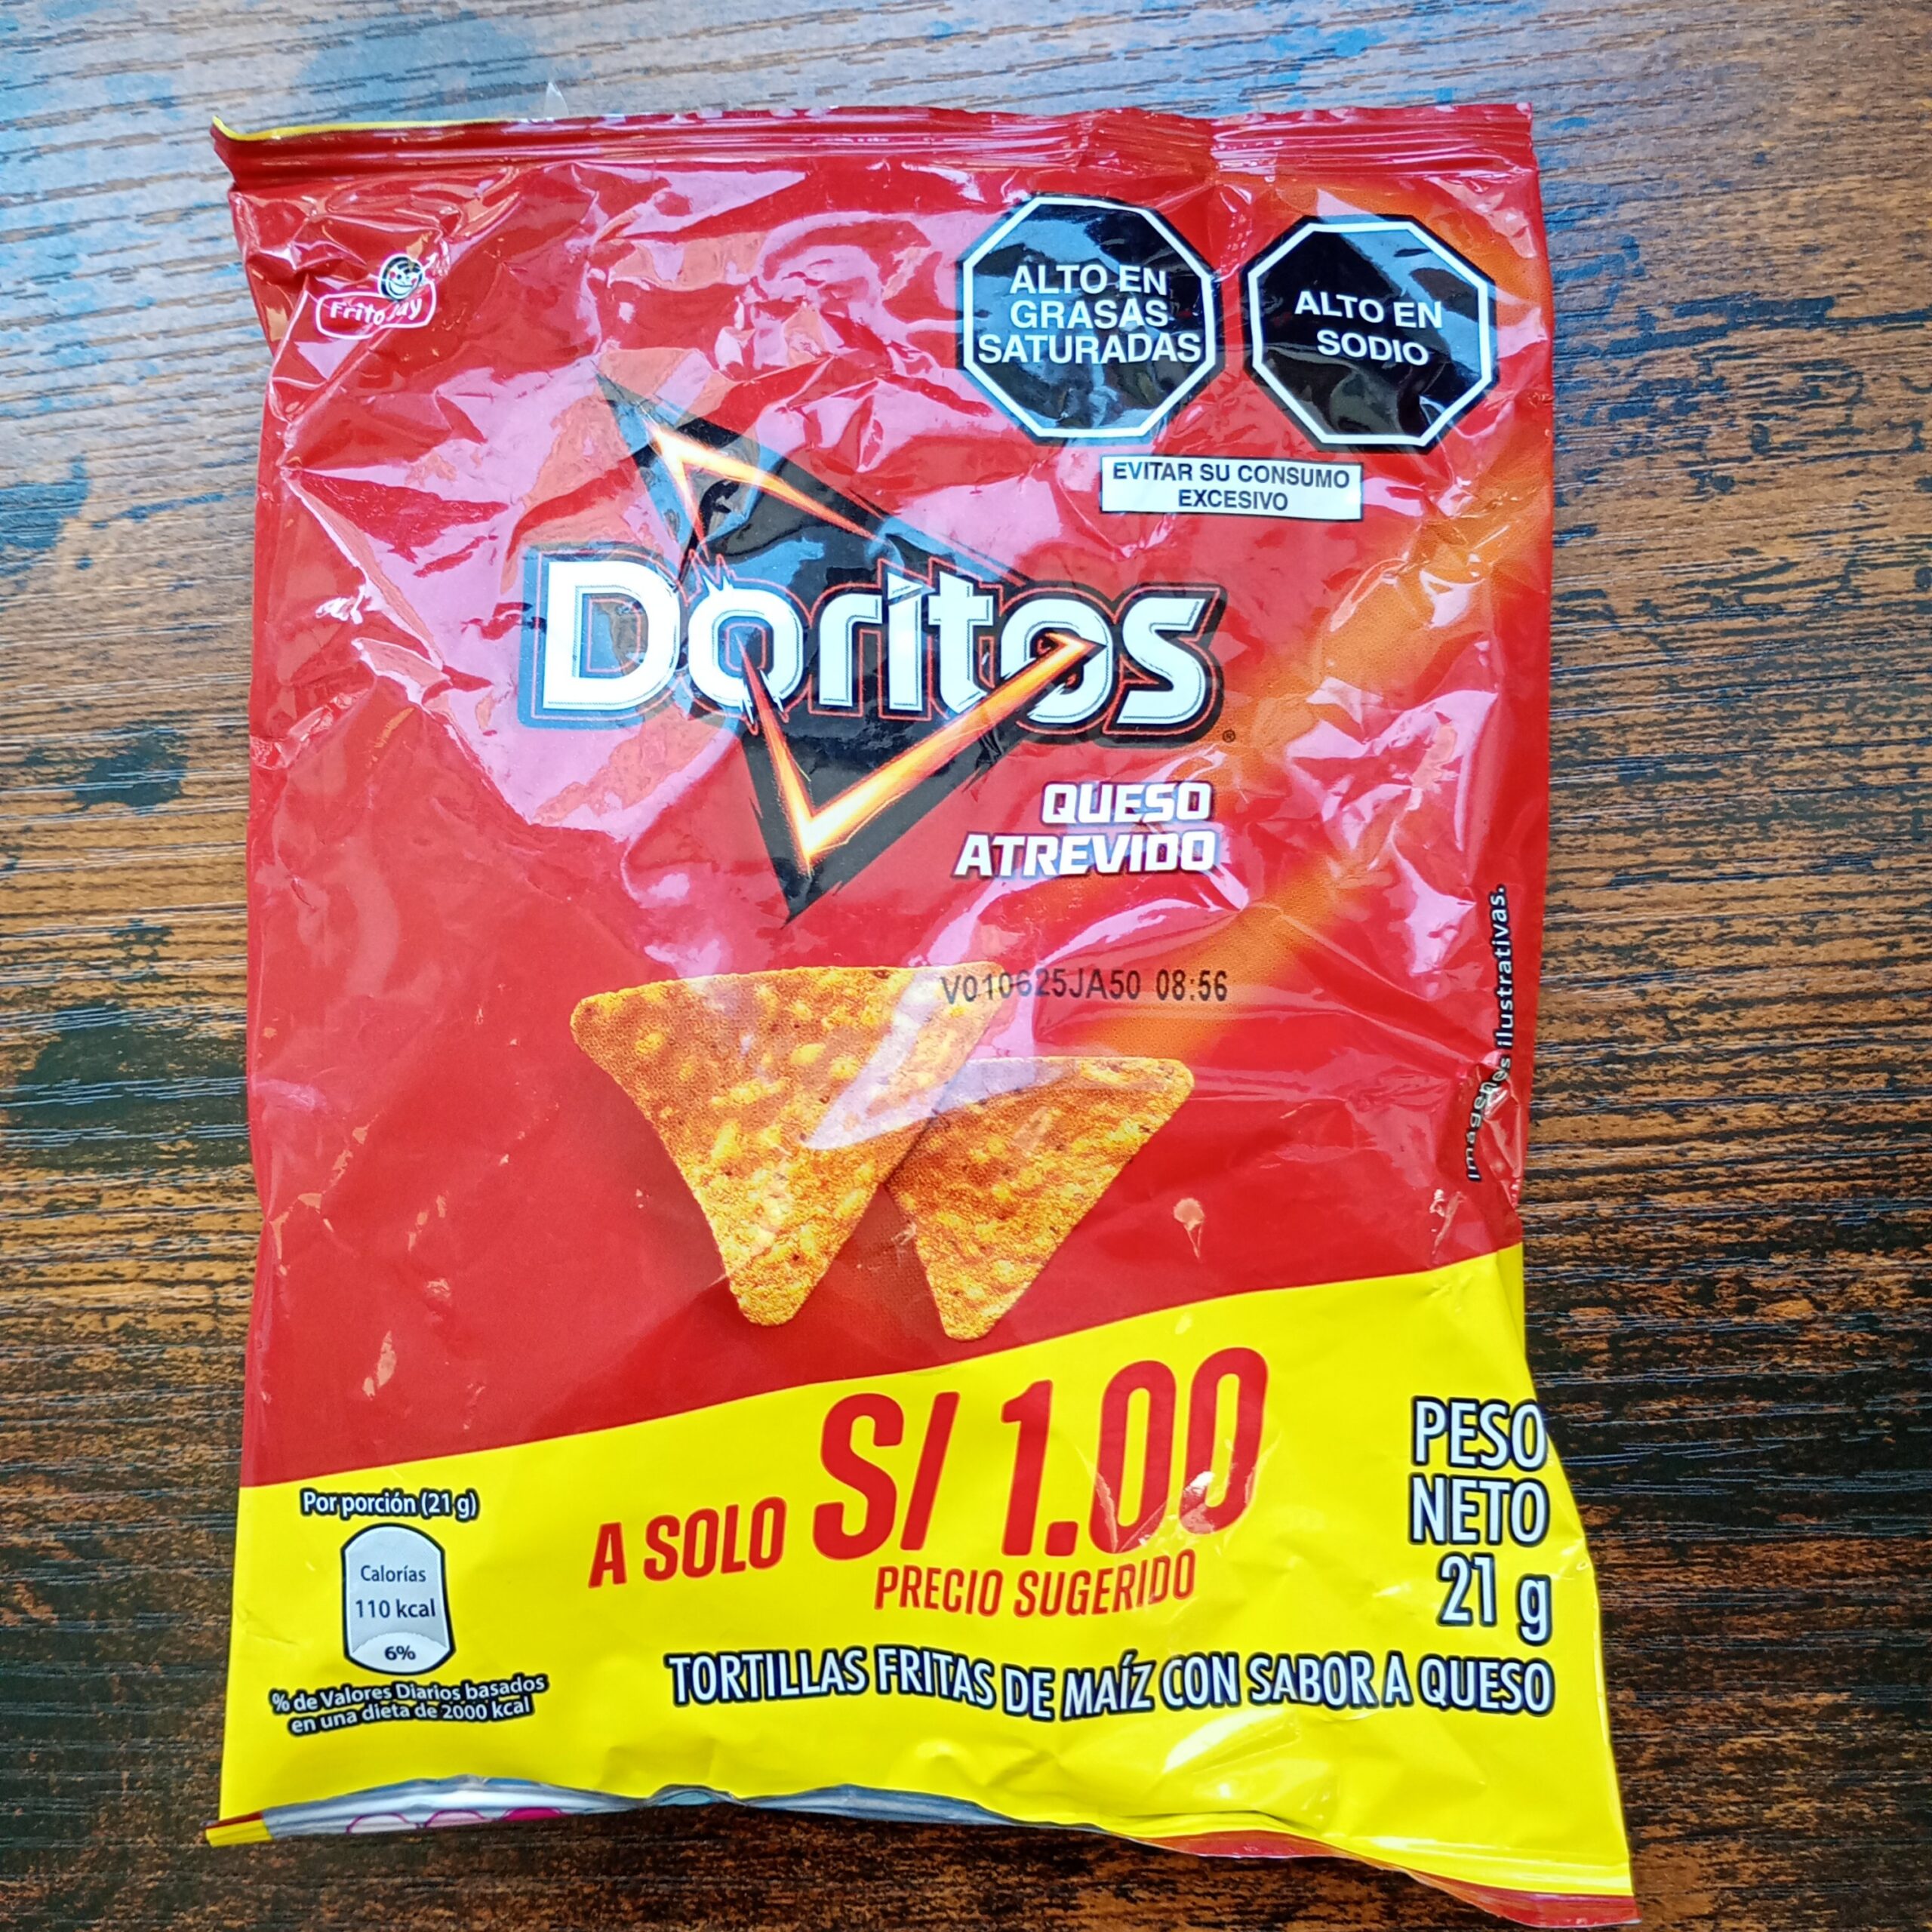 Frito Lay
ALTO EN
GRASAS
SATURADAS
ALTO EN
SODIO
EVITAR SU CONSUMO
EXCESIVO
Doritos
®
QUESO
ATREVIDO
V010625JA50 08:56
Imágenes ilustrativas.
A SOLO S/ 1.00
PRECIO SUGERIDO
PESO
NETO
21 g
Por porción (21 g)
Calorías
110 kcal
6%
% de Valores Diarios basados
en una dieta de 2000 kcal
TORTILLAS FRITAS DE MAÍZ CON SABOR A QUESO